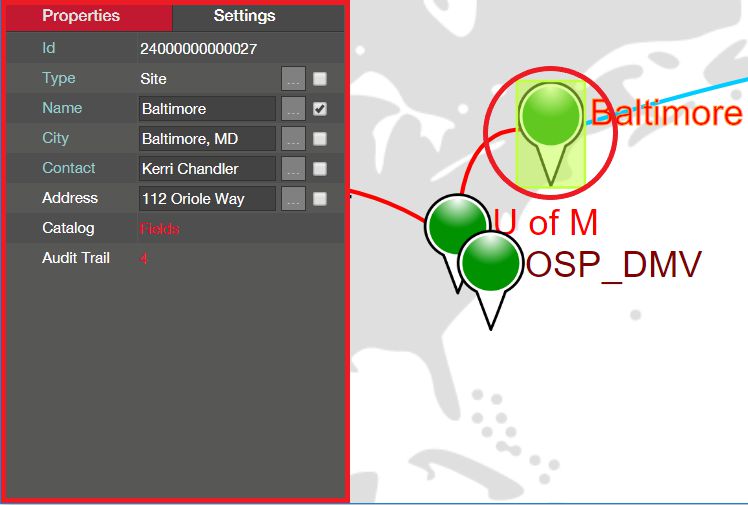 Properties Settings
Id 24000000000027
Type Site ...
Name Baltimore ...
City Baltimore, MD ...
Contact Kerri Chandler ...
Address 112 Oriole Way ...
Catalog Fields
Audit Trail 4
Baltimore
U of M
OSP_DMV